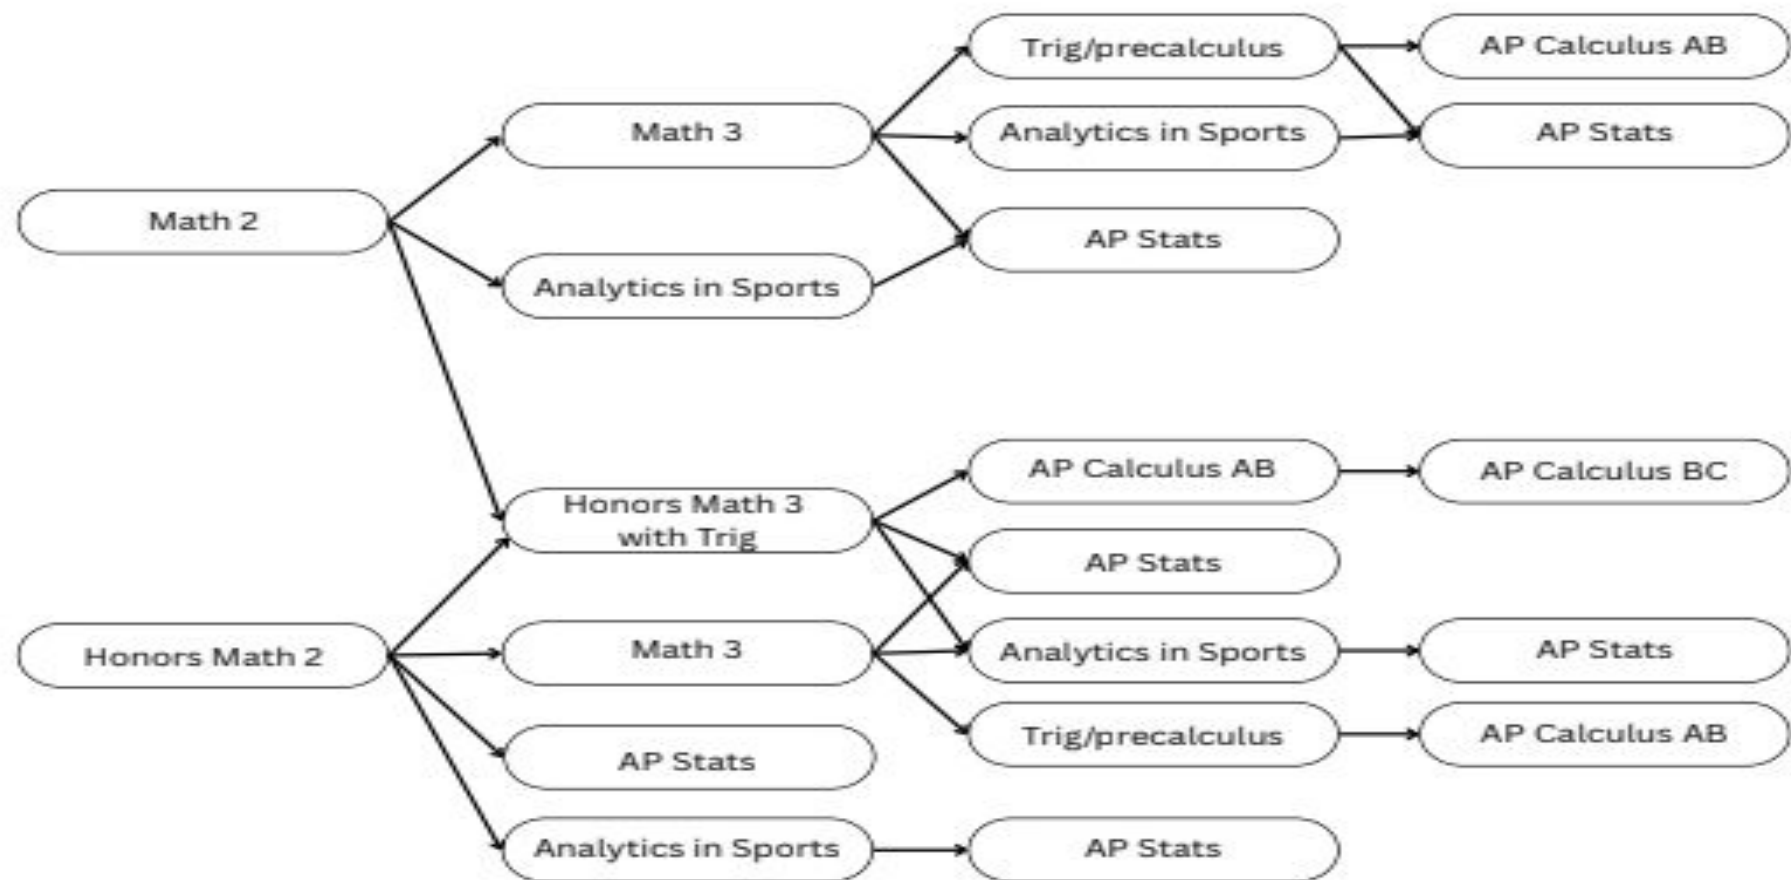 Trig/precalculus
AP Calculus AB
Math 3
Analytics in Sports
AP Stats
Math 2
AP Stats
Analytics in Sports
AP Calculus AB
AP Calculus BC
Honors Math 3
with Trig
AP Stats
Honors Math 2
Math 3
Analytics in Sports
AP Stats
Trig/precalculus
AP Calculus AB
AP Stats
Analytics in Sports
AP Stats